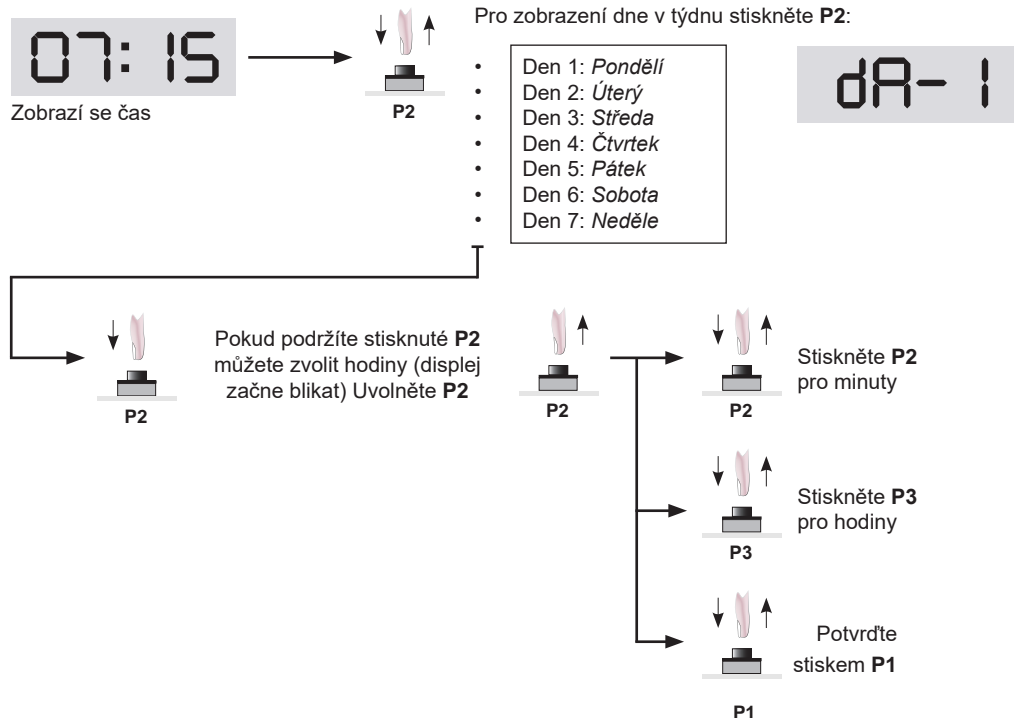 Pro zobrazení dne v týdnu stiskněte P2:
07:15
Zobrazí se čas
P2
• Den 1: Pondělí
• Den 2: Úterý
• Den 3: Středa
• Den 4: Čtvrtek
• Den 5: Pátek
• Den 6: Sobota
• Den 7: Neděle
dA- 1
P2
Pokud podržíte stisknuté P2
můžete zvolit hodiny (displej
začne blikat) Uvolněte P2
P2
P2
Stiskněte P2
pro minuty
P3
Stiskněte P3
pro hodiny
Potvrďte
stiskem P1
P1